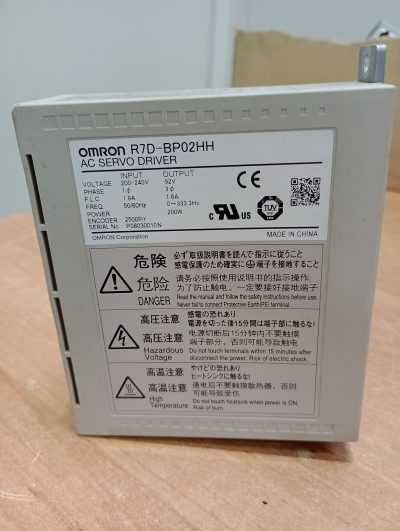 OMRON R7D-BP02HH
AC SERVO DRIVER
INPUT OUTPUT
VOLTAGE 200-240V 92V
PHASE 1φ 3φ
F.L.C 1.9A 1.6A
FREQ. 50/60Hz 0~333.3Hz
POWER 200W
ENCODER 2500P/r
SERIAL No. P08030010N
OMRON Corporation
CE
c UR us
TUV
MADE IN CHINA
危険
危险
DANGER
必ず取扱説明書を読んで指示に従うこと
感電保護のため確実に端子を接地すること
请务必按照使用说明书的指示操作
为了防止触电，一定要接好接地端子
Read the manual and follow the safety instructions before use.
Never fail to connect Protective Earth(PE) terminal.
高圧注意
高压注意
Hazardous
Voltage
感電の恐れあり
電源を切った後15分間は端子部に触るな!
电源切断后15分钟内不要触摸
端子部分，否则可能导致触电
Do not touch terminals within 15 minutes after
disconnect the power. Risk of electric shock.
高温注意
高温注意
High
Temperature
やけどの恐れあり
ヒートシンクに触るな!
通电后不要触摸散热器，否则
可能导致受伤
Do not touch heatsink when power is ON.
Risk of burn.